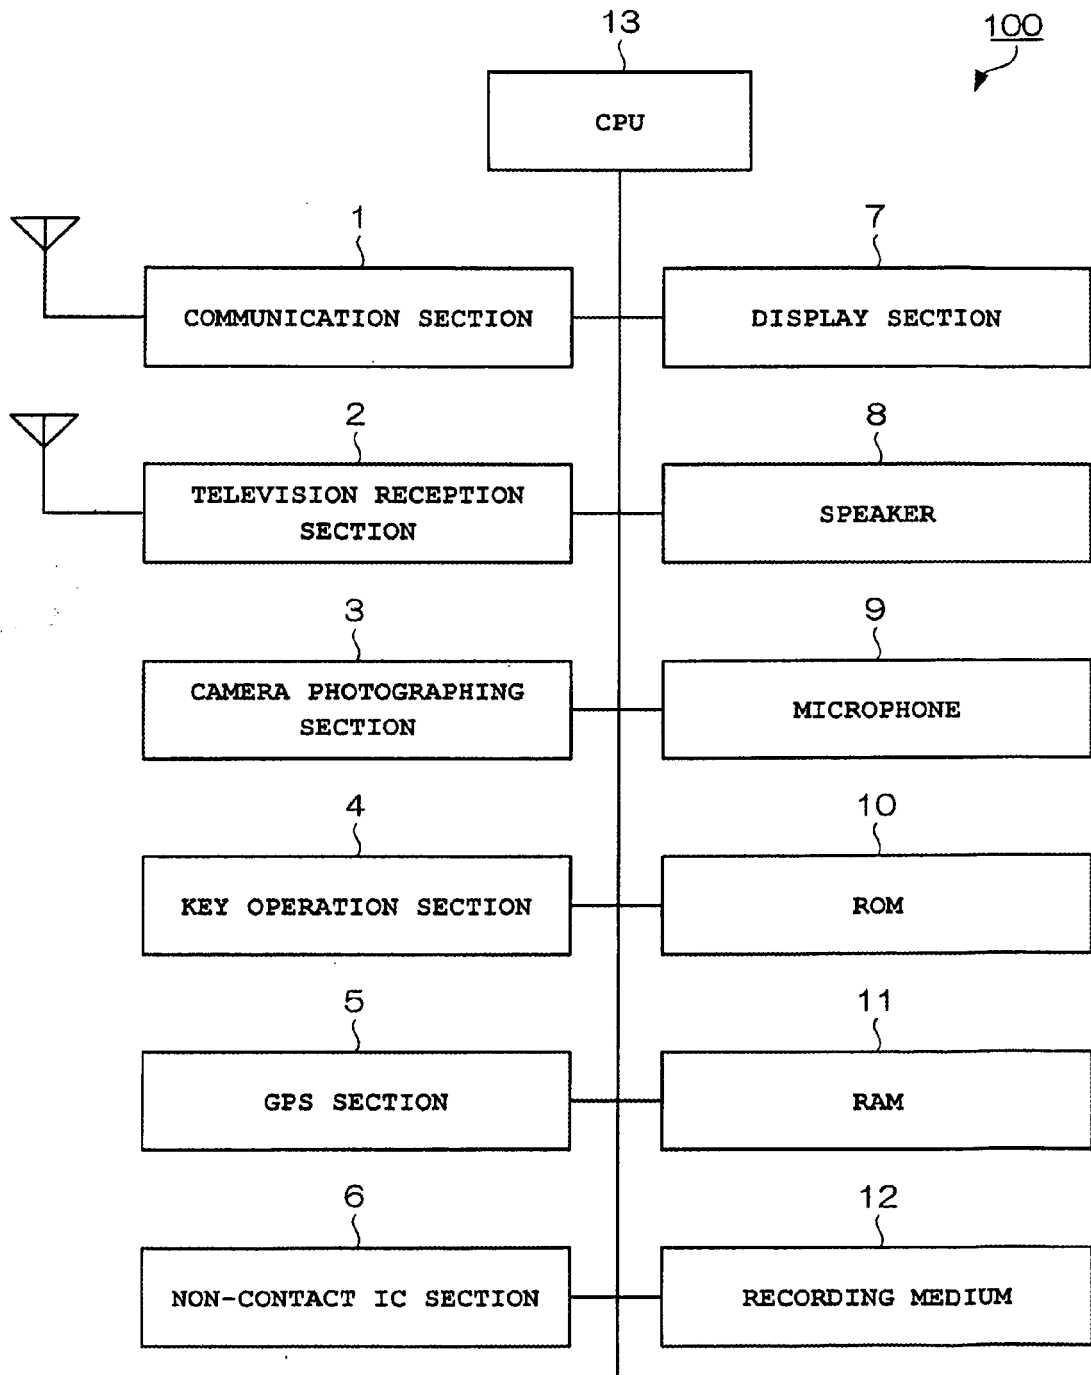 13
100
CPU
1
7
COMMUNICATION SECTION
DISPLAY SECTION
2
8
TELEVISION RECEPTION
SECTION
SPEAKER
3
9
CAMERA PHOTOGRAPHING
SECTION
MICROPHONE
4
10
KEY OPERATION SECTION
ROM
5
11
GPS SECTION
RAM
6
12
NON-CONTACT IC SECTION
RECORDING MEDIUM